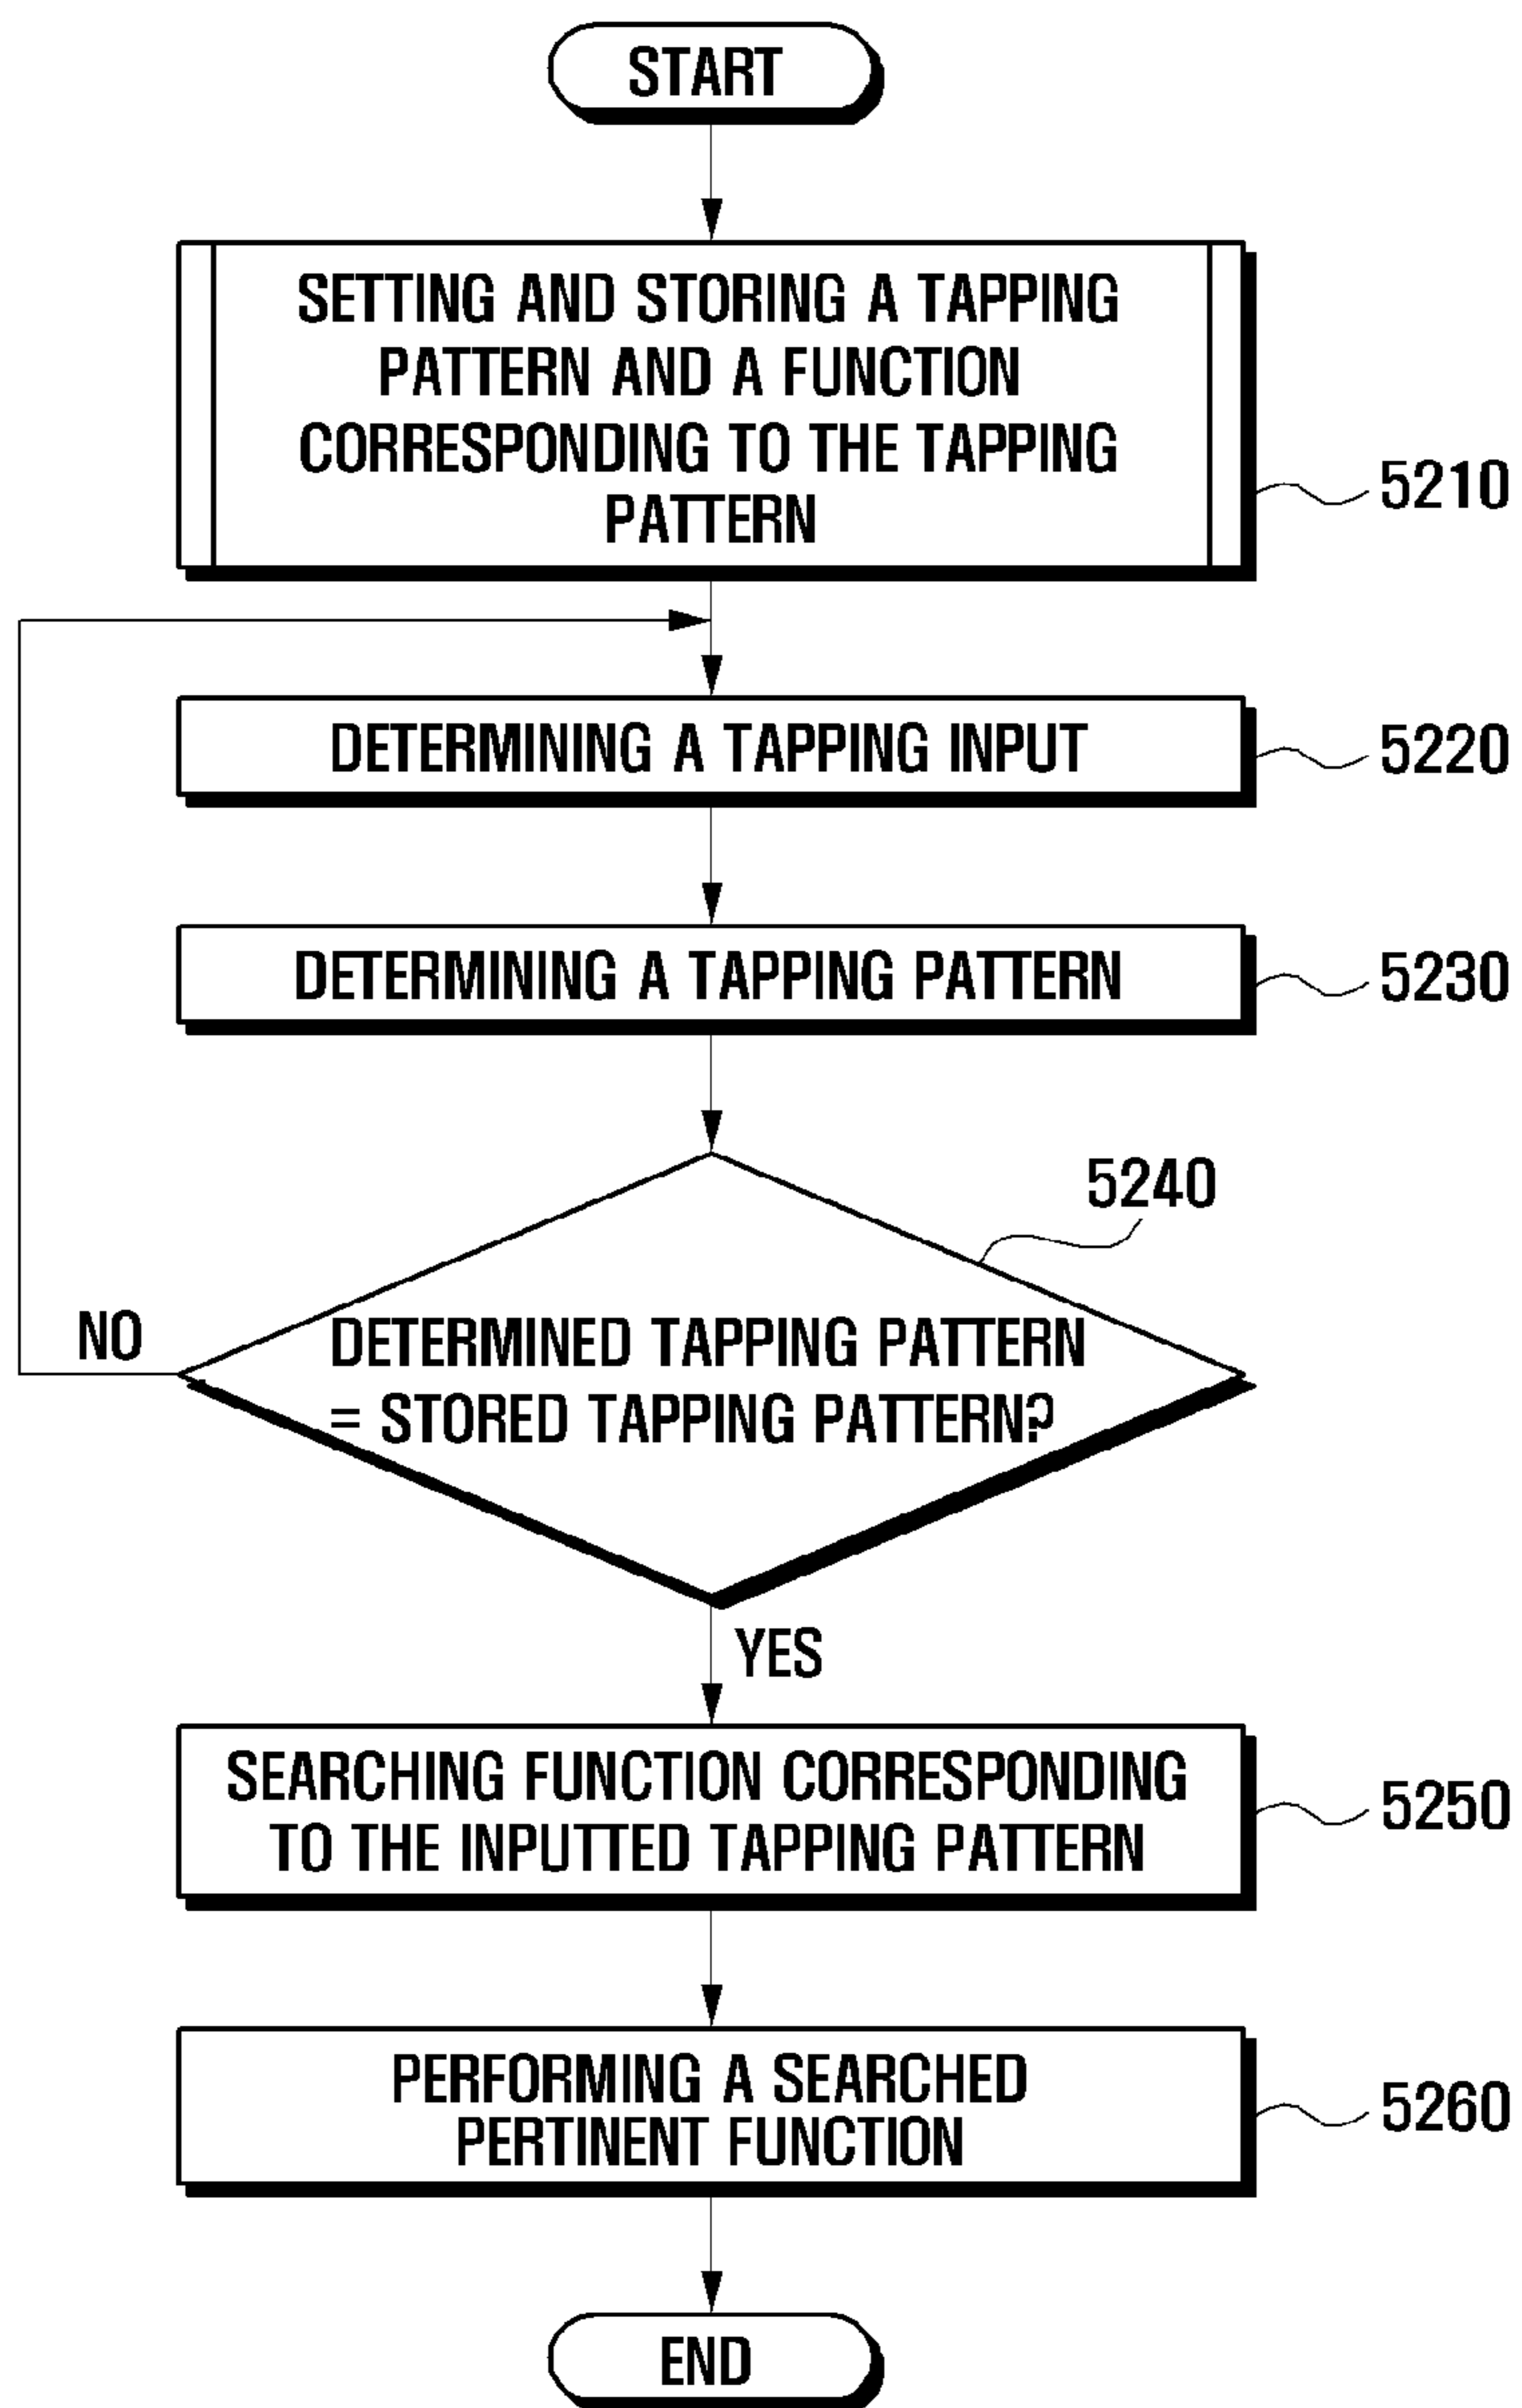 START
SETTING AND STORING A TAPPING
PATTERN AND A FUNCTION
CORRESPONDING TO THE TAPPING
PATTERN
5210
DETERMINING A TAPPING INPUT
5220
DETERMINING A TAPPING PATTERN
5230
5240
NO
DETERMINED TAPPING PATTERN
= STORED TAPPING PATTERN?
YES
SEARCHING FUNCTION CORRESPONDING
TO THE INPUTTED TAPPING PATTERN
5250
PERFORMING A SEARCHED
PERTINENT FUNCTION
5260
END